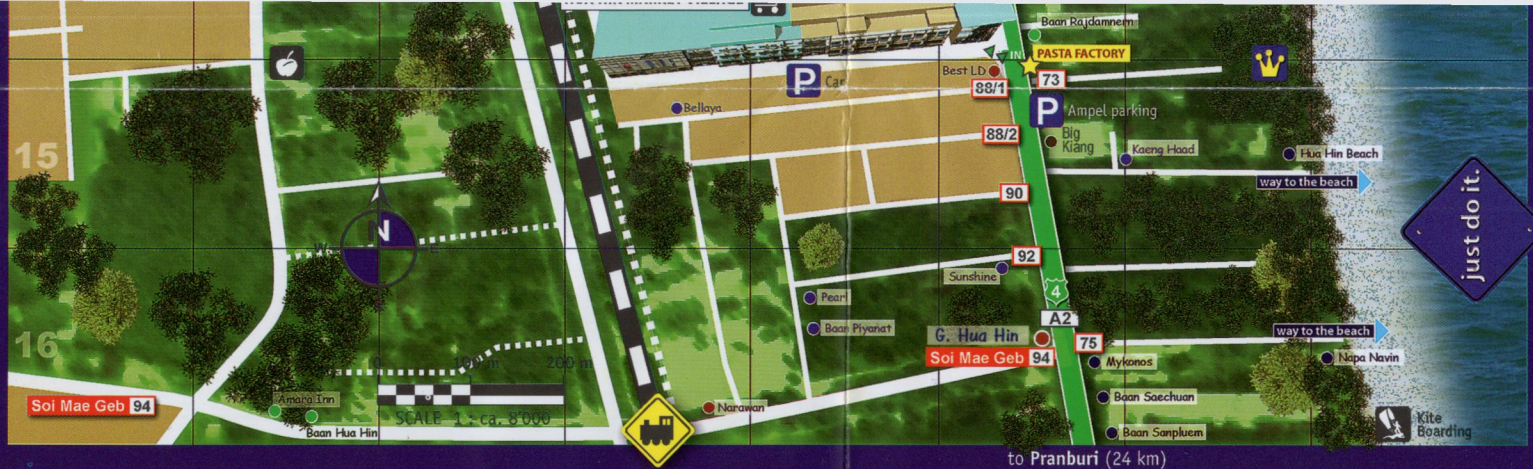 Baan Rajdamnern
IN
PASTA FACTORY
Best LD
73
P
Car
88/1
P
Ampel parking
Bellaya
88/2
Big
Kiang
Kaeng Haad
Hua Hin Beach
15
way to the beach
just do it.
90
N
W
E
92
Sunshine
4
Pearl
A2
Baan Piyanat
G. Hua Hin
way to the beach
75
16
Soi Mae Geb 94
Mykonos
Napa Navin
0 100 m 200 m
Amara Inn
SCALE 1 : ca. 8'000
Baan Saechuan
Soi Mae Geb 94
Narawan
Baan Hua Hin
Baan Sanpluem
Kite
Boarding
to Pranburi (24 km)